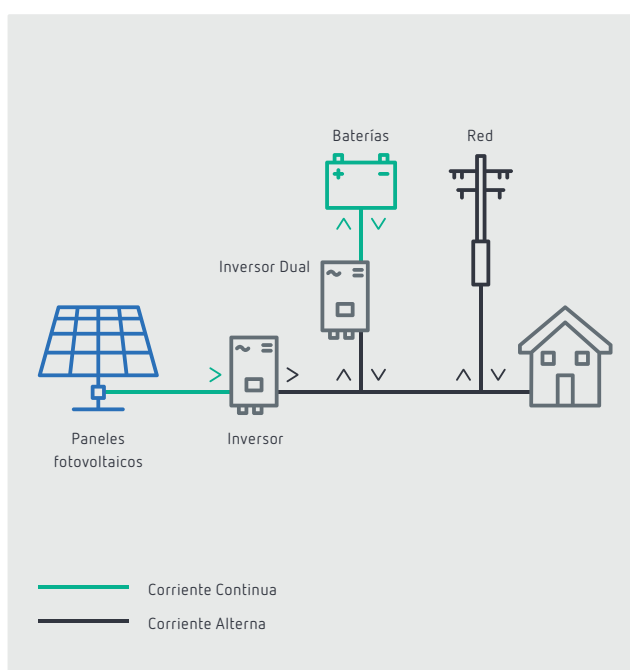 Baterías
Red
Inversor Dual
Paneles
fotovoltaicos
Inversor
Corriente Continua
Corriente Alterna